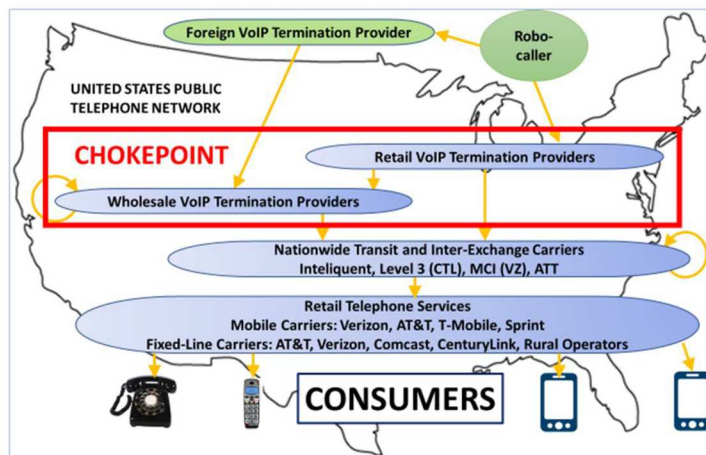 Foreign VoIP Termination Provider
Robo-
caller
UNITED STATES PUBLIC
TELEPHONE NETWORK
CHOKEPOINT
Retail VoIP Termination Providers
Wholesale VoIP Termination Providers
Nationwide Transit and Inter-Exchange Carriers
Inteliquent, Level 3 (CTL), MCI (VZ), ATT
Retail Telephone Services
Mobile Carriers: Verizon, AT&T, T-Mobile, Sprint
Fixed-Line Carriers: AT&T, Verizon, Comcast, CenturyLink, Rural Operators
CONSUMERS